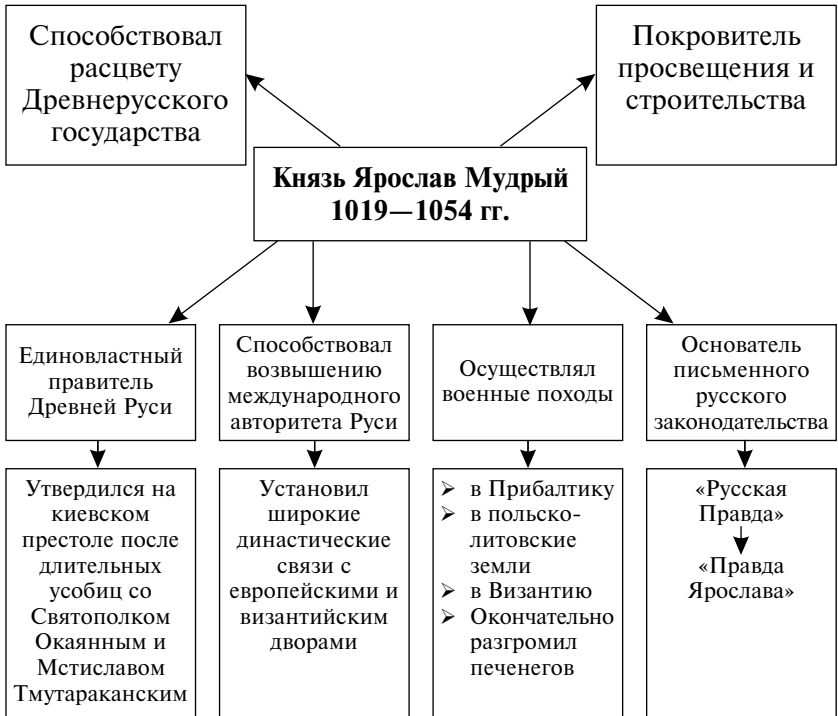 Способствовал
расцвету
Древнерусского
государства
Покровитель
просвещения и
строительства
Князь Ярослав Мудрый
1019—1054 гг.
Единовластный
правитель
Древней Руси
Способствовал
возвышению
международного
авторитета Руси
Осуществлял
военные походы
Основатель
письменного
русского
законодательства
Утвердился на
киевском
престоле после
длительных
усобиц со
Святополком
Окаянным и
Мстиславом
Тмутараканским
Установил
широкие
династические
связи с
европейскими и
византийским
дворами
➢ в Прибалтику
➢ в польско-
литовские
земли
➢ в Византию
➢ Окончательно
разгромил
печенегов
«Русская
Правда»
«Правда
Ярослава»